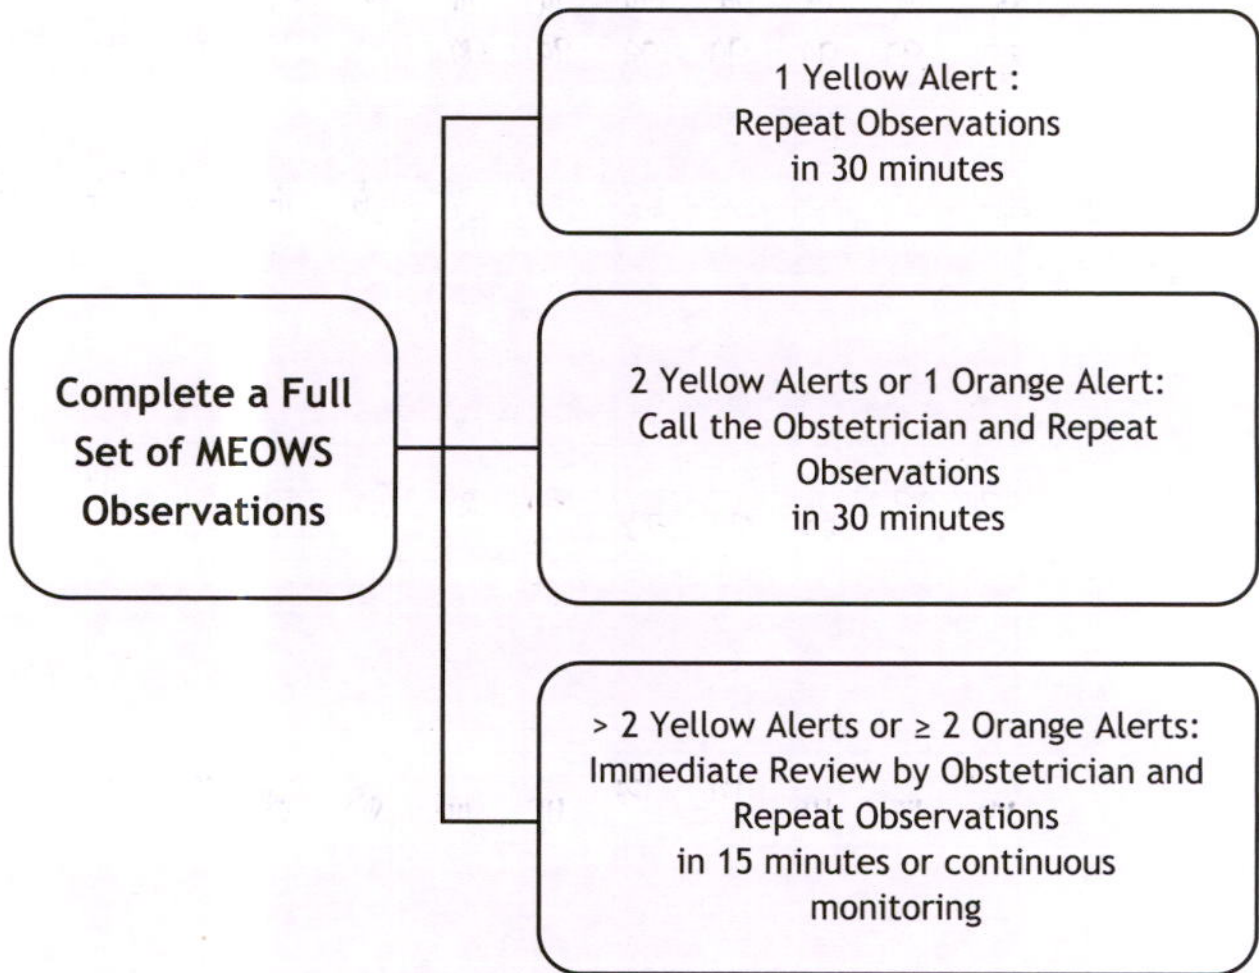 1 Yellow Alert :
Repeat Observations
in 30 minutes
Complete a Full
Set of MEOWS
Observations
2 Yellow Alerts or 1 Orange Alert:
Call the Obstetrician and Repeat
Observations
in 30 minutes
> 2 Yellow Alerts or ≥ 2 Orange Alerts:
Immediate Review by Obstetrician and
Repeat Observations
in 15 minutes or continuous
monitoring